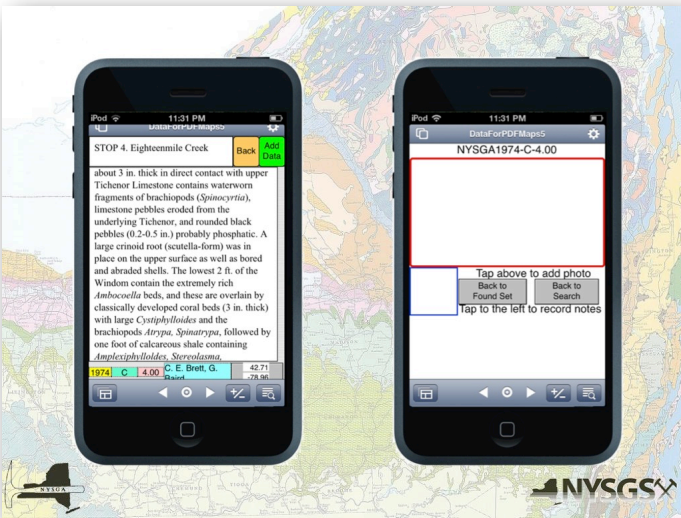 iPod 11:31 PM
DataForPDFMaps5
STOP 4. Eighteenmile Creek
Back
Add
Data
about 3 in. thick in direct contact with upper
Tichenor Limestone contains waterworn
fragments of brachiopods (Spinocyrtia),
limestone pebbles eroded from the
underlying Tichenor, and rounded black
pebbles (0.2-0.5 in.) probably phosphatic. A
large crinoid root (scutella-form) was in
place on the upper surface as well as bored
and abraded shells. The lowest 2 ft. of the
Windom contain the extremely rich
Ambocoella beds, and these are overlain by
classically developed coral beds (3 in. thick)
with large Cystiphylloides and the
brachiopods Atrypa, Spinatrypa, followed by
one foot of calcareous shale containing
Amplexiphylloides, Stereolasma,
1974 C 4.00 C. E. Brett, G.
Baird
42.71
-78.96
iPod 11:31 PM
DataForPDFMaps5
NYSGA1974-C-4.00
Tap above to add photo
Back to
Found Set
Back to
Search
Tap to the left to record notes
NYSGA
NYSGS